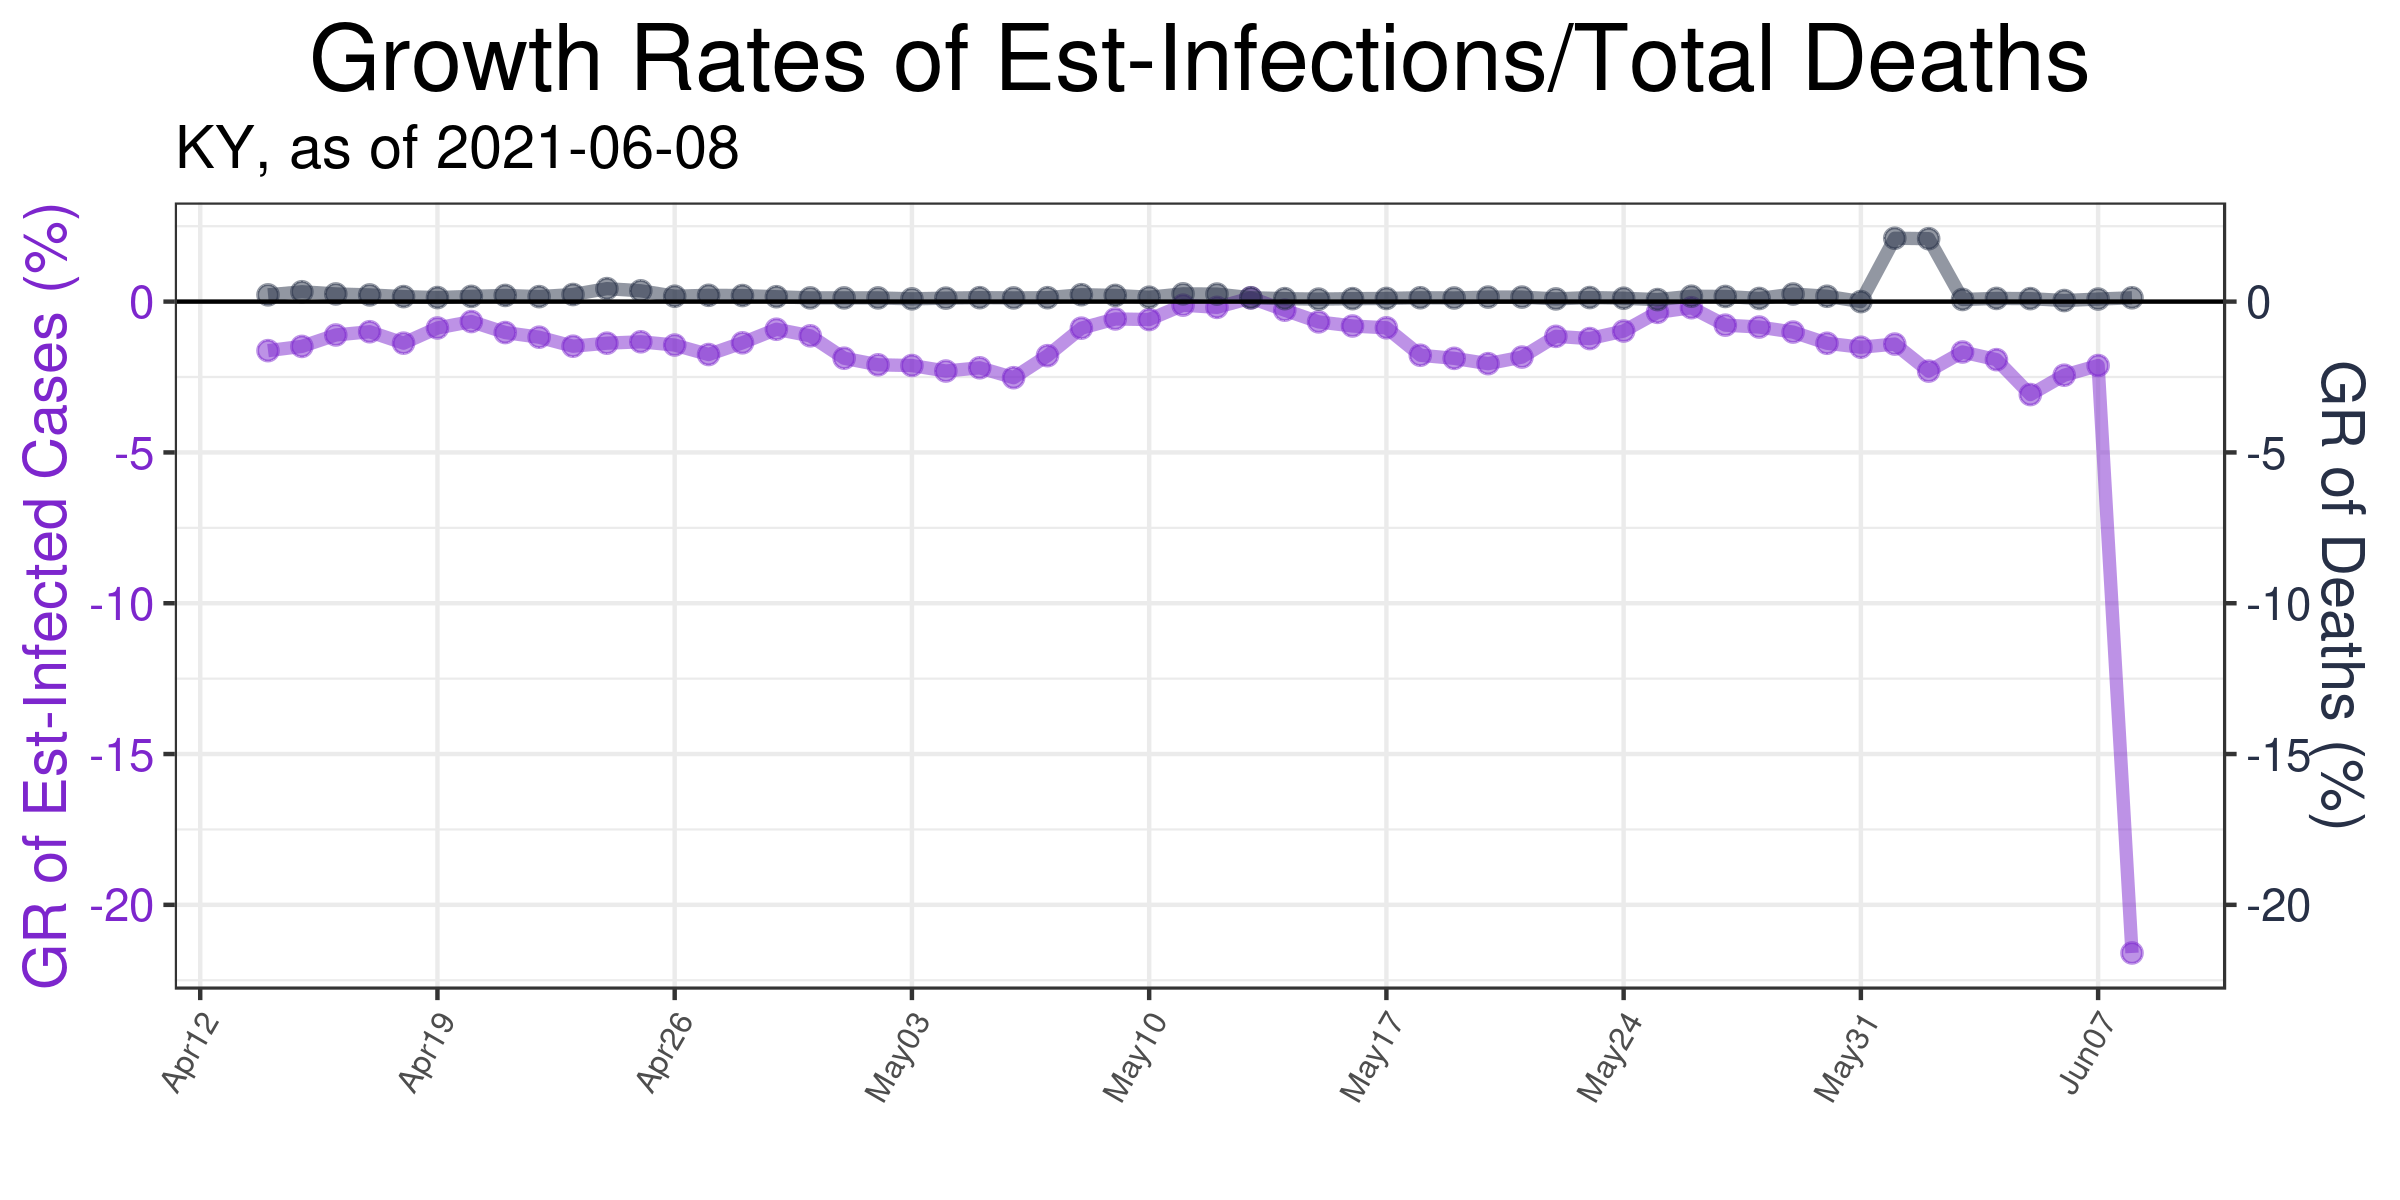 Growth Rates of Est-Infections/Total Deaths
KY, as of 2021-06-08
GR of Est-Infected Cases (%)
0
-5
-10
-15
-20
0
-5
-10
-15
-20
GR of Deaths (%)
Apr12
Apr19
Apr26
May03
May10
May17
May24
May31
Jun07